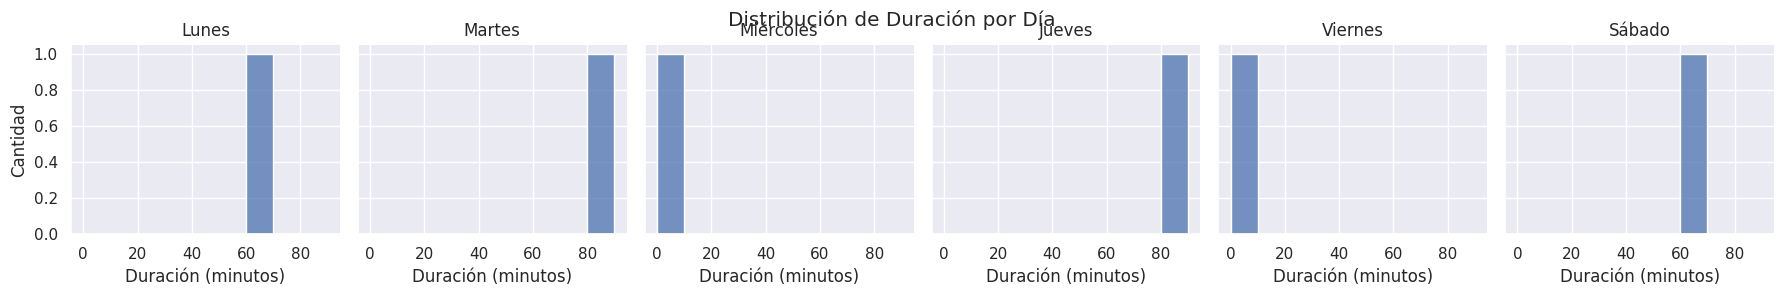 Distribución de Duración por Día
Lunes
Martes
Miércoles
Jueves
Viernes
Sábado
Cantidad
1.0
0.8
0.6
0.4
0.2
0.0
0 20 40 60 80
0 20 40 60 80
0 20 40 60 80
0 20 40 60 80
0 20 40 60 80
0 20 40 60 80
Duración (minutos)
Duración (minutos)
Duración (minutos)
Duración (minutos)
Duración (minutos)
Duración (minutos)